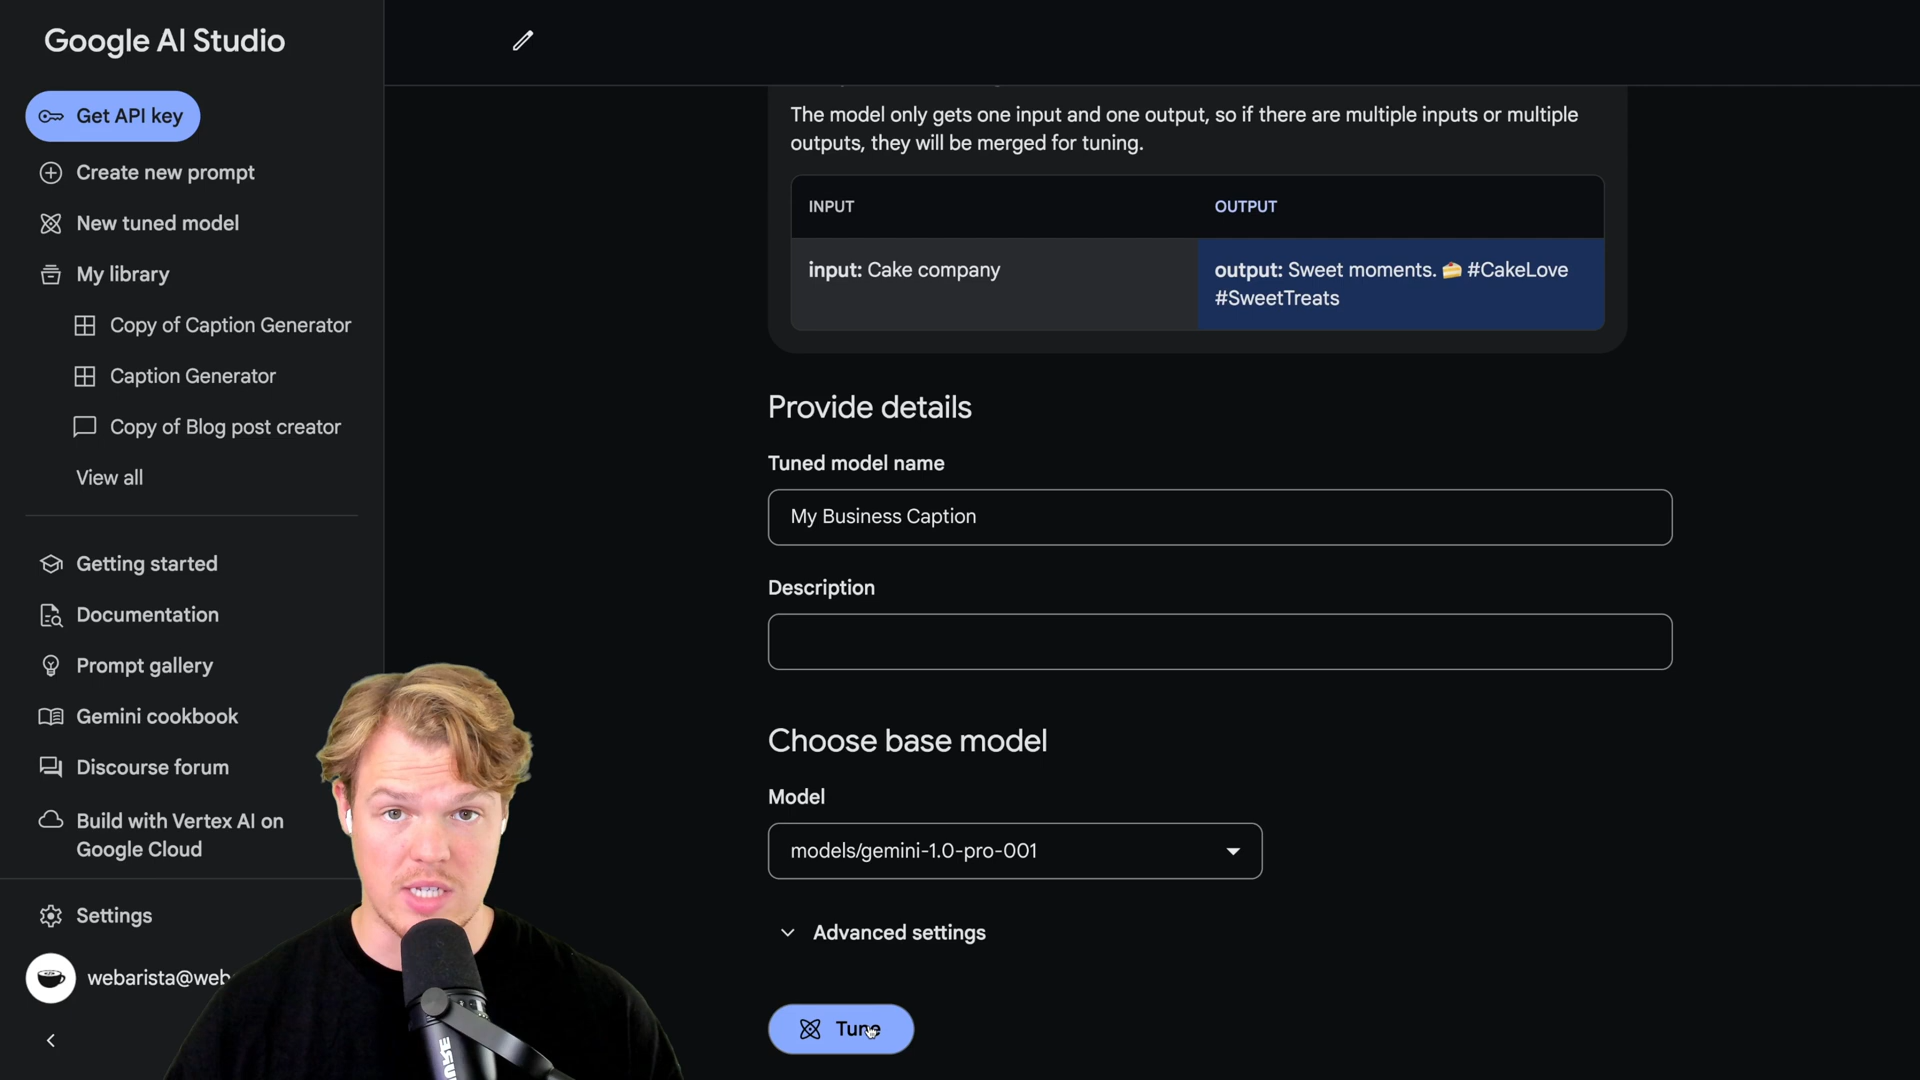 Google AI Studio
Get API key
Create new prompt
New tuned model
My library
Copy of Caption Generator
Caption Generator
Copy of Blog post creator
View all
Getting started
Documentation
Prompt gallery
Gemini cookbook
Discourse forum
Build with Vertex AI on
Google Cloud
Settings
webarista@web
The model only gets one input and one output, so if there are multiple inputs or multiple
outputs, they will be merged for tuning.
INPUT
OUTPUT
input: Cake company
output: Sweet moments. 🍰 #CakeLove
#SweetTreats
Provide details
Tuned model name
My Business Caption
Description
Choose base model
Model
models/gemini-1.0-pro-001
Advanced settings
Tune